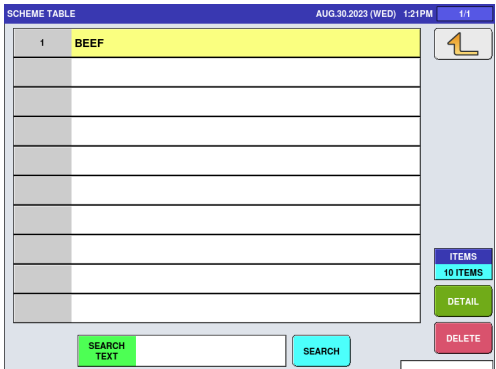 SCHEME TABLE AUG.30.2023 (WED) 1:21PM 1/1
1 BEEF
ITEMS
10 ITEMS
DETAIL
DELETE
SEARCH
TEXT
SEARCH